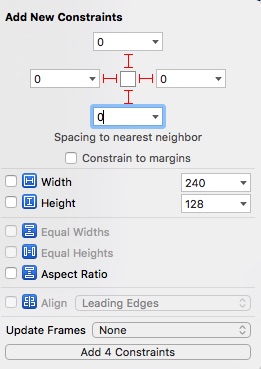 Add New Constraints
0
0 0
0
Spacing to nearest neighbor
Constrain to margins
Width 240
Height 128
Equal Widths
Equal Heights
Aspect Ratio
Align Leading Edges
Update Frames None
Add 4 Constraints